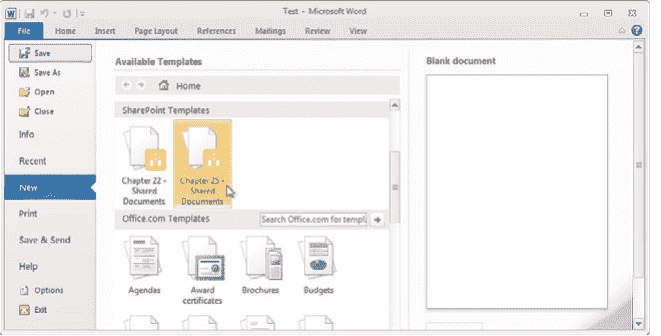 Test - Microsoft Word
File Home Insert Page Layout References Mailings Review View
Save
Save As
Open
Close
Info
Recent
New
Print
Save & Send
Help
Options
Exit
Available Templates
Home
SharePoint Templates
Chapter 22 -
Shared
Documents
Chapter 25 -
Shared
Documents
Office.com Templates
Search Office.com for templ
Agendas
Award
certificates
Brochures
Budgets
Blank document